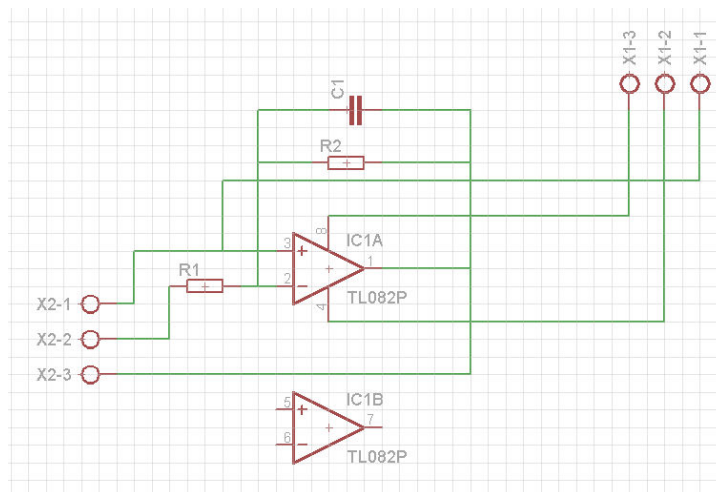 X1-3
X1-2
X1-1
C1
R2
8
IC1A
3
+
1
R1
2
−
TL082P
4
X2-1
X2-2
X2-3
IC1B
5
+
7
6
−
TL082P